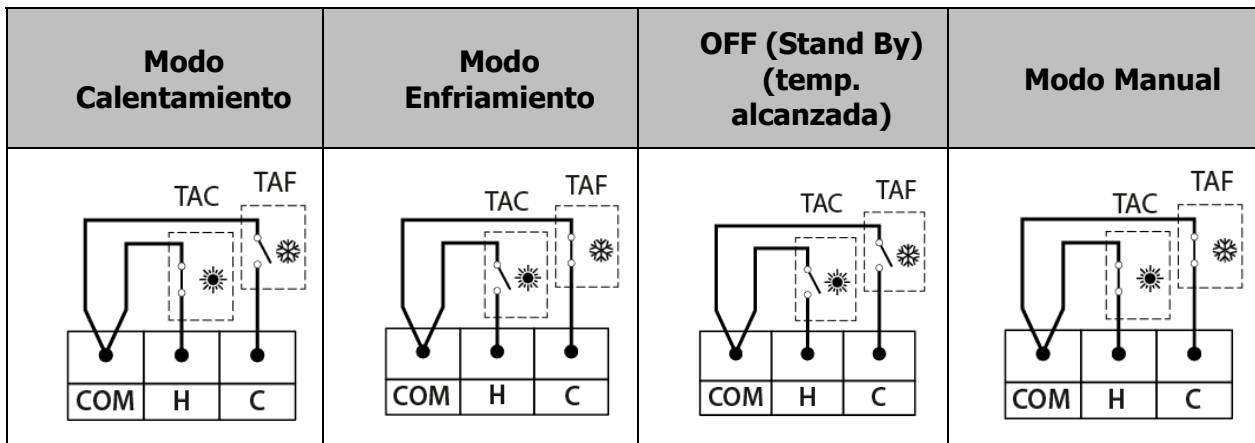 Modo
Calentamiento
Modo
Enfriamiento
OFF (Stand By)
(temp.
alcanzada)
Modo Manual
TAC TAF
COM H C
TAC TAF
COM H C
TAC TAF
COM H C
TAC TAF
COM H C